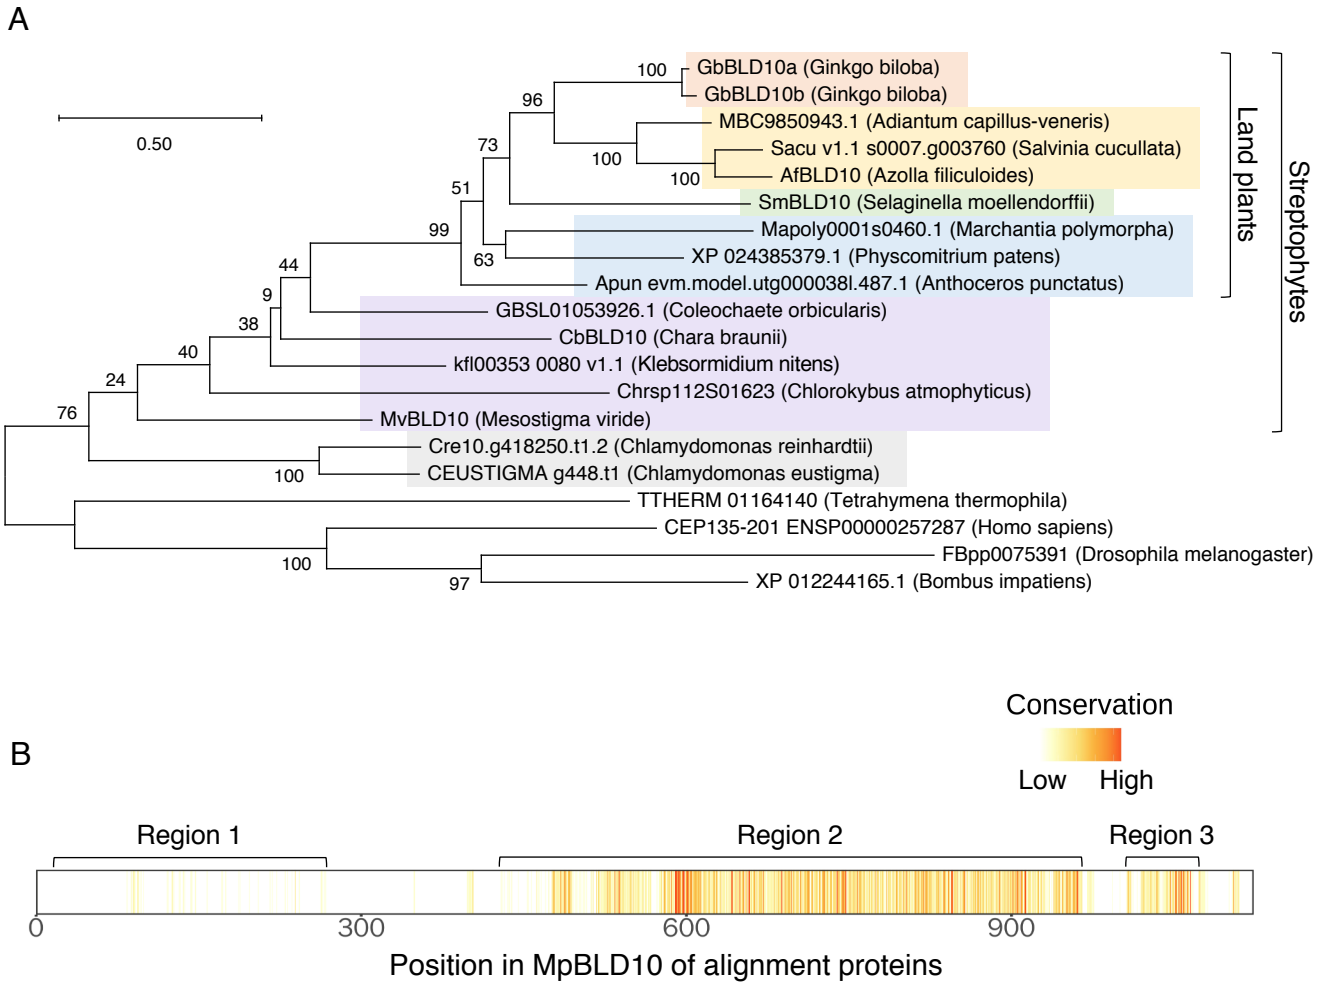 A
0.50
100
GbBLD10a (Ginkgo biloba)
GbBLD10b (Ginkgo biloba)
96
MBC9850943.1 (Adiantum capillus-veneris)
73
100
Sacu v1.1 s0007.g003760 (Salvinia cucullata)
100
AfBLD10 (Azolla filiculoides)
51
SmBLD10 (Selaginella moellendorffii)
99
Mapoly0001s0460.1 (Marchantia polymorpha)
63
XP 024385379.1 (Physcomitrium patens)
44
Apun evm.model.utg000038l.487.1 (Anthoceros punctatus)
9
GBSL01053926.1 (Coleochaete orbicularis)
38
CbBLD10 (Chara braunii)
40
kfl00353 0080 v1.1 (Klebsormidium nitens)
24
Chrsp112S01623 (Chlorokybus atmophyticus)
76
MvBLD10 (Mesostigma viride)
Cre10.g418250.t1.2 (Chlamydomonas reinhardtii)
100
CEUSTIGMA g448.t1 (Chlamydomonas eustigma)
TTHERM 01164140 (Tetrahymena thermophila)
CEP135-201 ENSP00000257287 (Homo sapiens)
100
FBpp0075391 (Drosophila melanogaster)
97
XP 012244165.1 (Bombus impatiens)
Land plants
Streptophytes
B
Conservation
Low High
Region 1 Region 2 Region 3
0 300 600 900
Position in MpBLD10 of alignment proteins